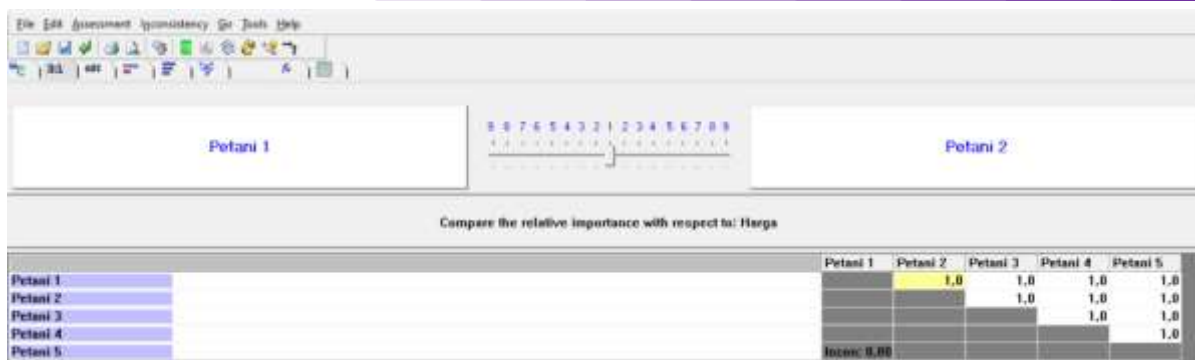 File Edit Assessment Inconsistency Go Tools Help
Petani 1
9 8 7 6 5 4 3 2 1 2 3 4 5 6 7 8 9
Petani 2
Compare the relative importance with respect to: Harga
Petani 1 Petani 2 Petani 3 Petani 4 Petani 5
Petani 1 1,0 1,0 1,0 1,0
Petani 2 1,0 1,0 1,0
Petani 3 1,0 1,0
Petani 4 1,0
Petani 5 Incon: 0,00